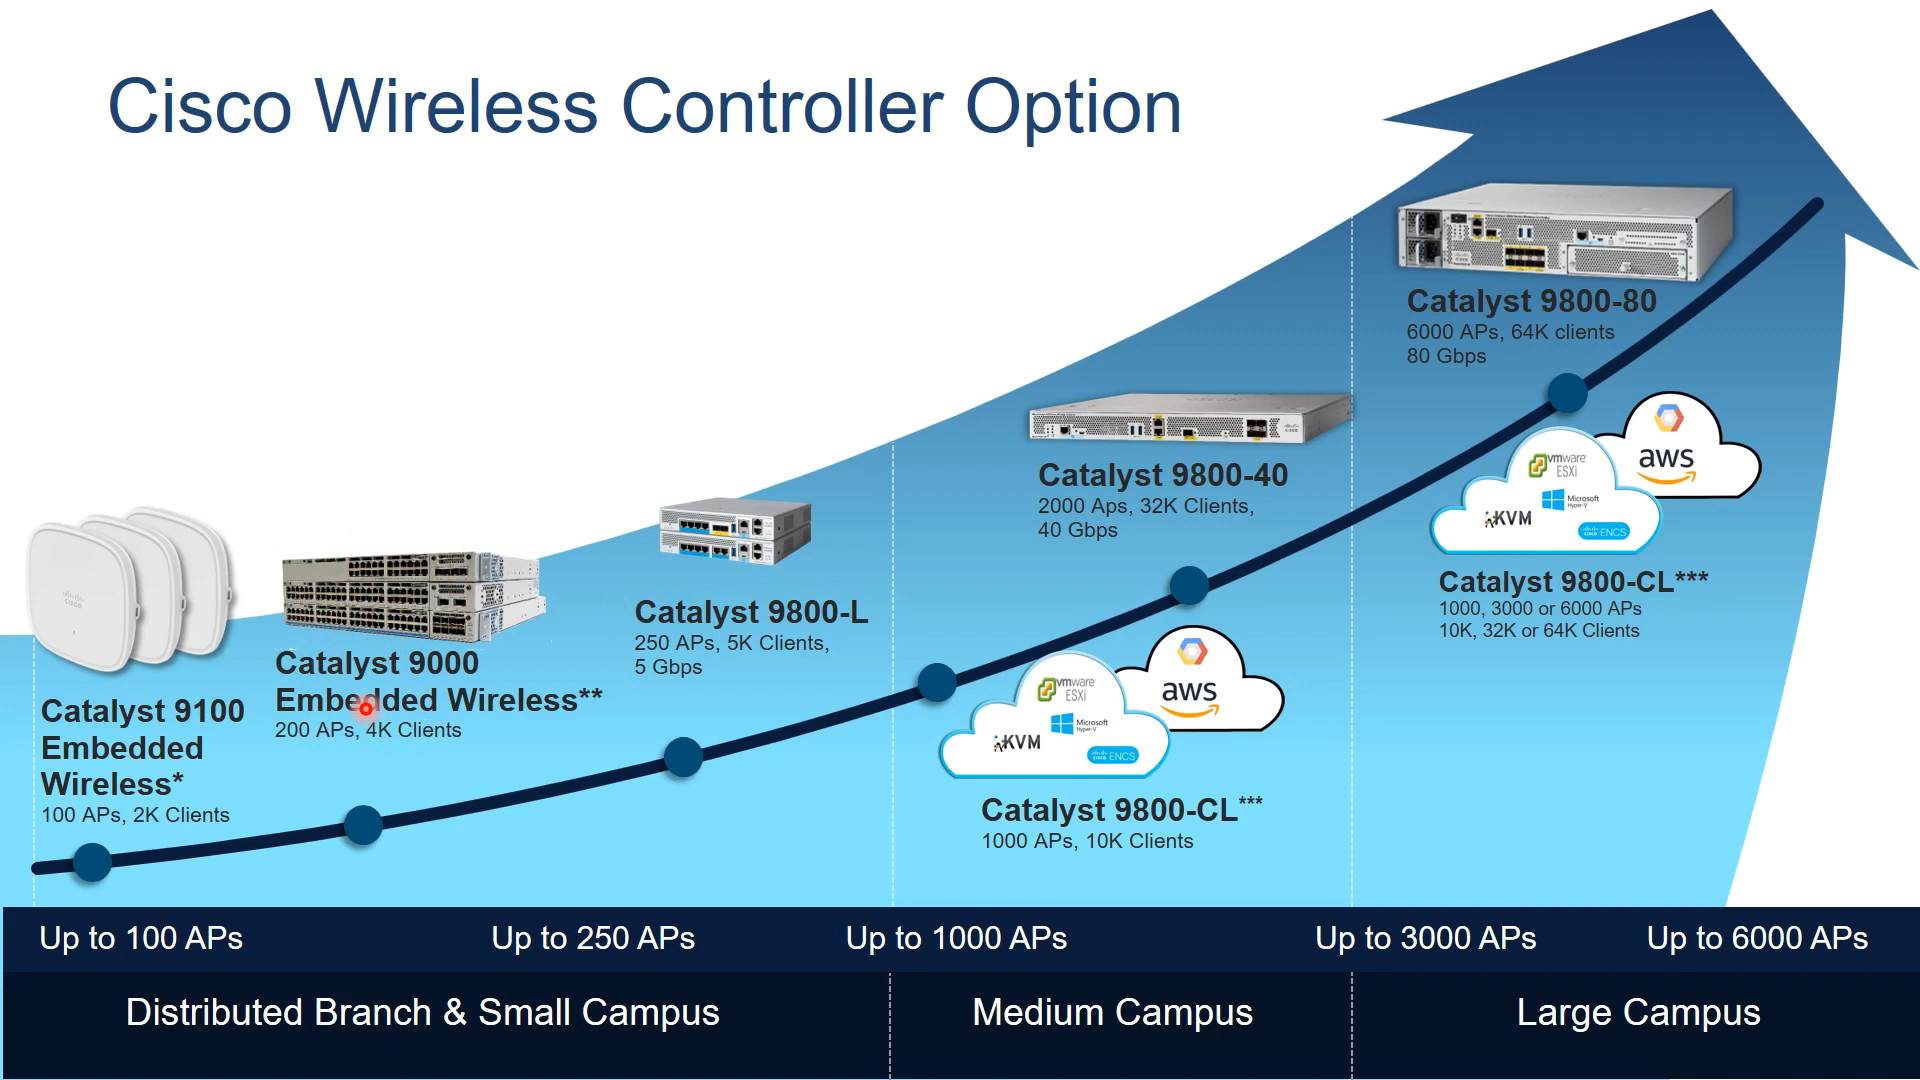 Cisco Wireless Controller Option
Catalyst 9800-80
6000 APs, 64K clients
80 Gbps
aws
vmware
ESXi
Microsoft
Hyper-V
KVM
ENCS
Catalyst 9800-CL***
1000, 3000 or 6000 APs
10K, 32K or 64K Clients
Catalyst 9800-40
2000 Aps, 32K Clients,
40 Gbps
aws
vmware
ESXi
Microsoft
Hyper-V
KVM
ENCS
Catalyst 9800-CL***
1000 APs, 10K Clients
Catalyst 9800-L
250 APs, 5K Clients,
5 Gbps
Catalyst 9000
Embedded Wireless**
200 APs, 4K Clients
cisco
Catalyst 9100
Embedded
Wireless*
100 APs, 2K Clients
Up to 100 APs
Up to 250 APs
Up to 1000 APs
Up to 3000 APs
Up to 6000 APs
Distributed Branch & Small Campus
Medium Campus
Large Campus